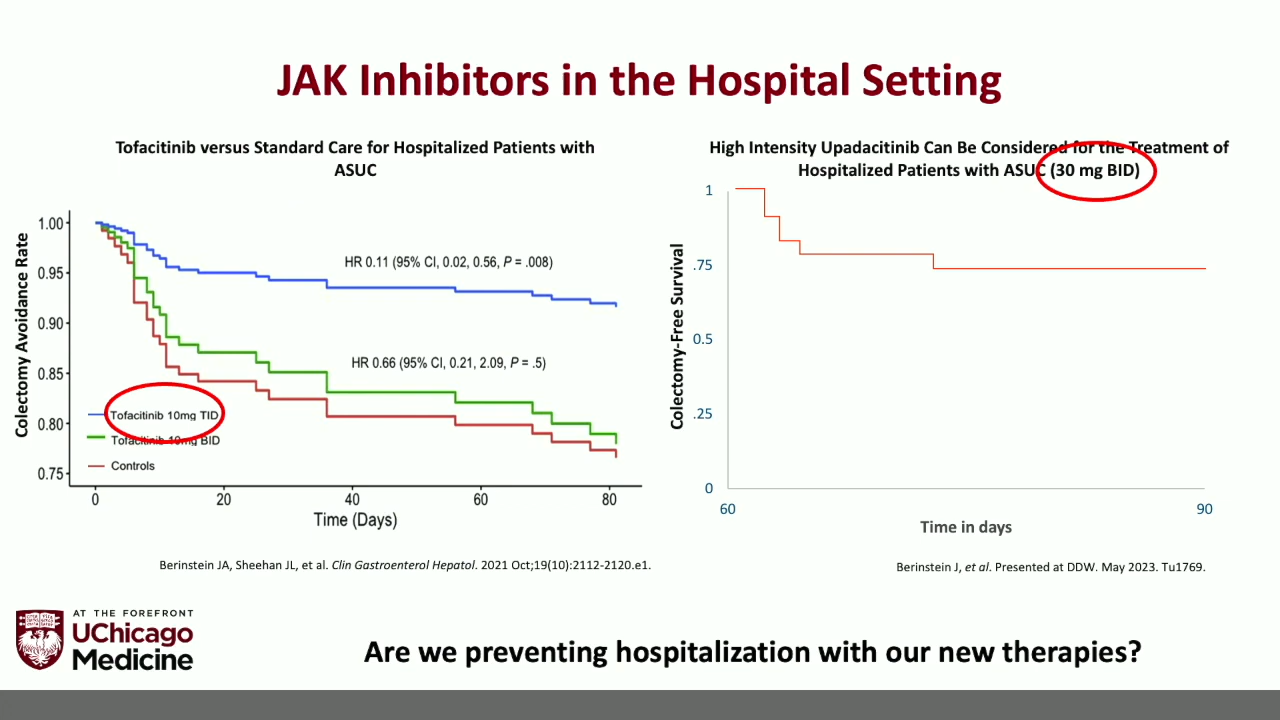 JAK Inhibitors in the Hospital Setting
Tofacitinib versus Standard Care for Hospitalized Patients with
ASUC
Colectomy Avoidance Rate
1.00
0.95
0.90
0.85
0.80
0.75
HR 0.11 (95% CI, 0.02, 0.56, P = .008)
HR 0.66 (95% CI, 0.21, 2.09, P = .5)
Tofacitinib 10mg TID
Tofacitinib 10mg BID
Controls
0 20 40 60 80
Time (Days)
Berinstein JA, Sheehan JL, et al. Clin Gastroenterol Hepatol. 2021 Oct;19(10):2112-2120.e1.
High Intensity Upadacitinib Can Be Considered for the Treatment of
Hospitalized Patients with ASUC (30 mg BID)
Colectomy-Free Survival
1
.75
0.5
.25
0
60 90
Time in days
Berinstein J, et al. Presented at DDW. May 2023. Tu1769.
AT THE FOREFRONT
UChicago
Medicine
Are we preventing hospitalization with our new therapies?